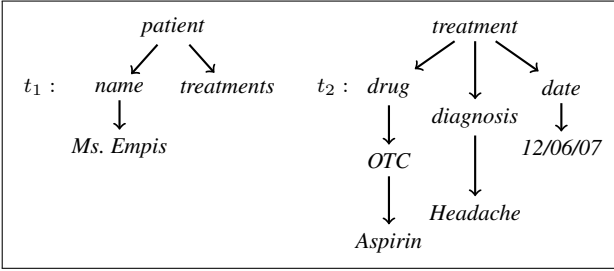 patient
treatment
t₁ : name treatments
t₂ : drug diagnosis date
Ms. Empis
OTC
12/06/07
Headache
Aspirin